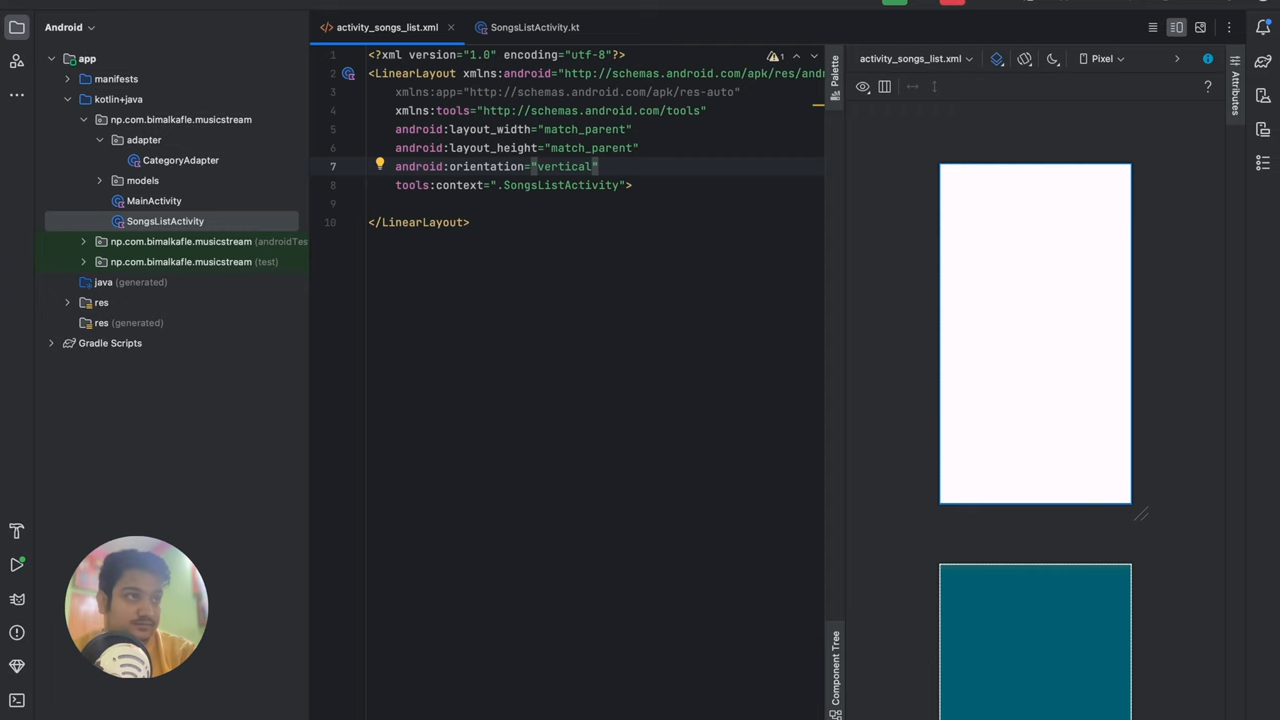 Android
activity_songs_list.xml
SongsListActivity.kt
app
manifests
kotlin+java
np.com.bimalkafle.musicstream
adapter
CategoryAdapter
models
MainActivity
SongsListActivity
np.com.bimalkafle.musicstream (androidTes
np.com.bimalkafle.musicstream (test)
java (generated)
res
res (generated)
Gradle Scripts
1 <?xml version="1.0" encoding="utf-8"?>
2 <LinearLayout xmlns:android="http://schemas.android.com/apk/res/andr
3 xmlns:app="http://schemas.android.com/apk/res-auto"
4 xmlns:tools="http://schemas.android.com/tools"
5 android:layout_width="match_parent"
6 android:layout_height="match_parent"
7 android:orientation="vertical"
8 tools:context=".SongsListActivity">
9
10 </LinearLayout>
1
Palette
Component Tree
activity_songs_list.xml
Pixel
?
Attributes